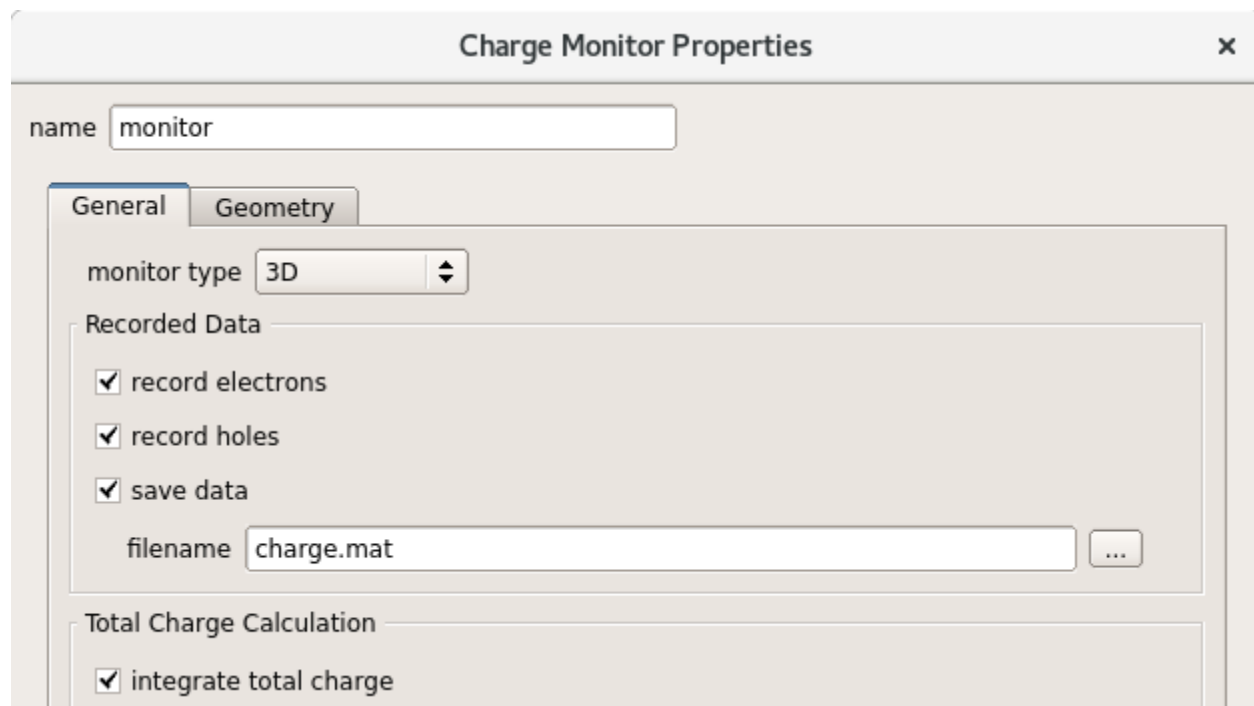 Charge Monitor Properties
name monitor
General Geometry
monitor type 3D
Recorded Data
record electrons
record holes
save data
filename charge.mat ...
Total Charge Calculation
integrate total charge